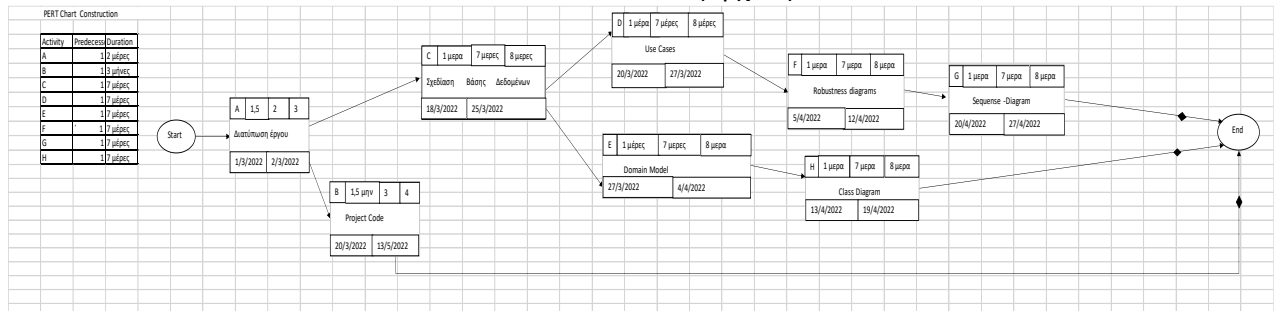 PERT Chart Construction
Activity Predecess Duration
A 1 2 μέρες
B 1 3 μήνες
C 1 7 μέρες
D 1 7 μέρες
E 1 7 μέρες
F 1 7 μέρες
G 1 7 μέρες
H 1 7 μέρες
Start
A 1,5 2 3
Διατύπωση έργου
1/3/2022 2/3/2022
B 1,5 μην 3 4
Project Code
20/3/2022 13/5/2022
C 1 μερα 7 μερες 8 μερες
Σχεδίαση Βάσης Δεδομένων
18/3/2022 25/3/2022
D 1 μέρα 7 μέρες 8 μέρες
Use Cases
20/3/2022 27/3/2022
E 1 μέρες 7 μερες 8 μερα
Domain Model
27/3/2022 4/4/2022
F 1 μερα 7 μερα 8 μερα
Robustness diagrams
5/4/2022 12/4/2022
G 1 μερα 7 μερα 8 μερα
Sequense -Diagram
20/4/2022 27/4/2022
H 1 μερα 7 μερα 8 μερα
Class Diagram
13/4/2022 19/4/2022
End